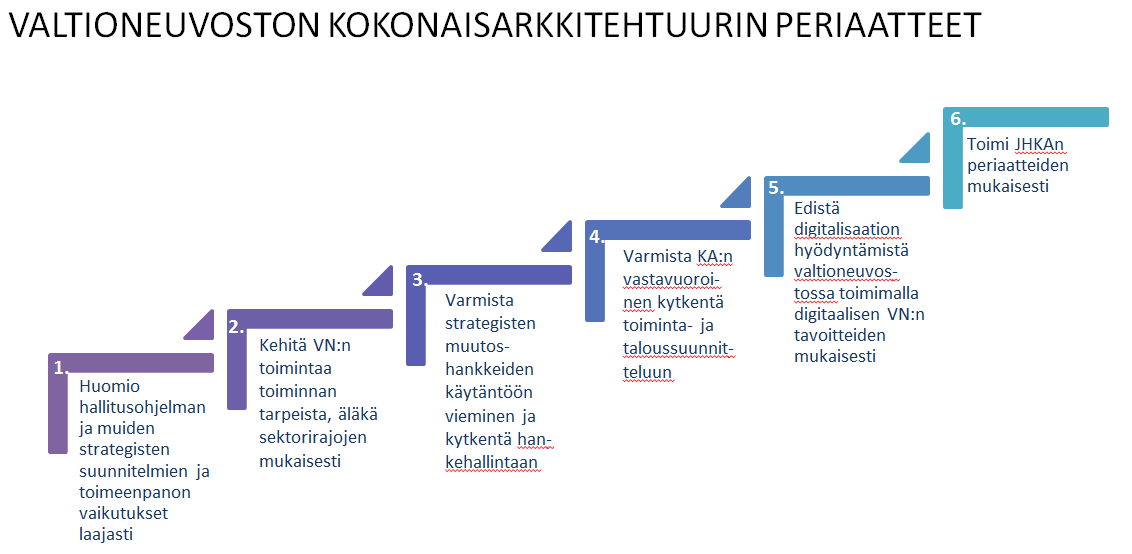 VALTIONEUVOSTON KOKONAISARKKITEHTUURIN PERIAATTEET
1.
Huomio
hallitusohjelman
ja muiden
strategisten
suunnitelmien ja
toimeenpanon
vaikutukset
laajasti
2.
Kehitä VN:n
toimintaa
toiminnan
tarpeista, äläkä
sektorirajojen
mukaisesti
3.
Varmista
strategisten
muutos-
hankkeiden
käytäntöön
vieminen ja
kytkentä han-
kehallintaan
4.
Varmista KA:n
vastavuoroi-
nen kytkentä
toiminta- ja
taloussuunnit-
teluun
5.
Edistä
digitalisaation
hyödyntämistä
valtioneuvos-
tossa toimimalla
digitaalisen VN:n
tavoitteiden
mukaisesti
6.
Toimi JHKAn
periaatteiden
mukaisesti